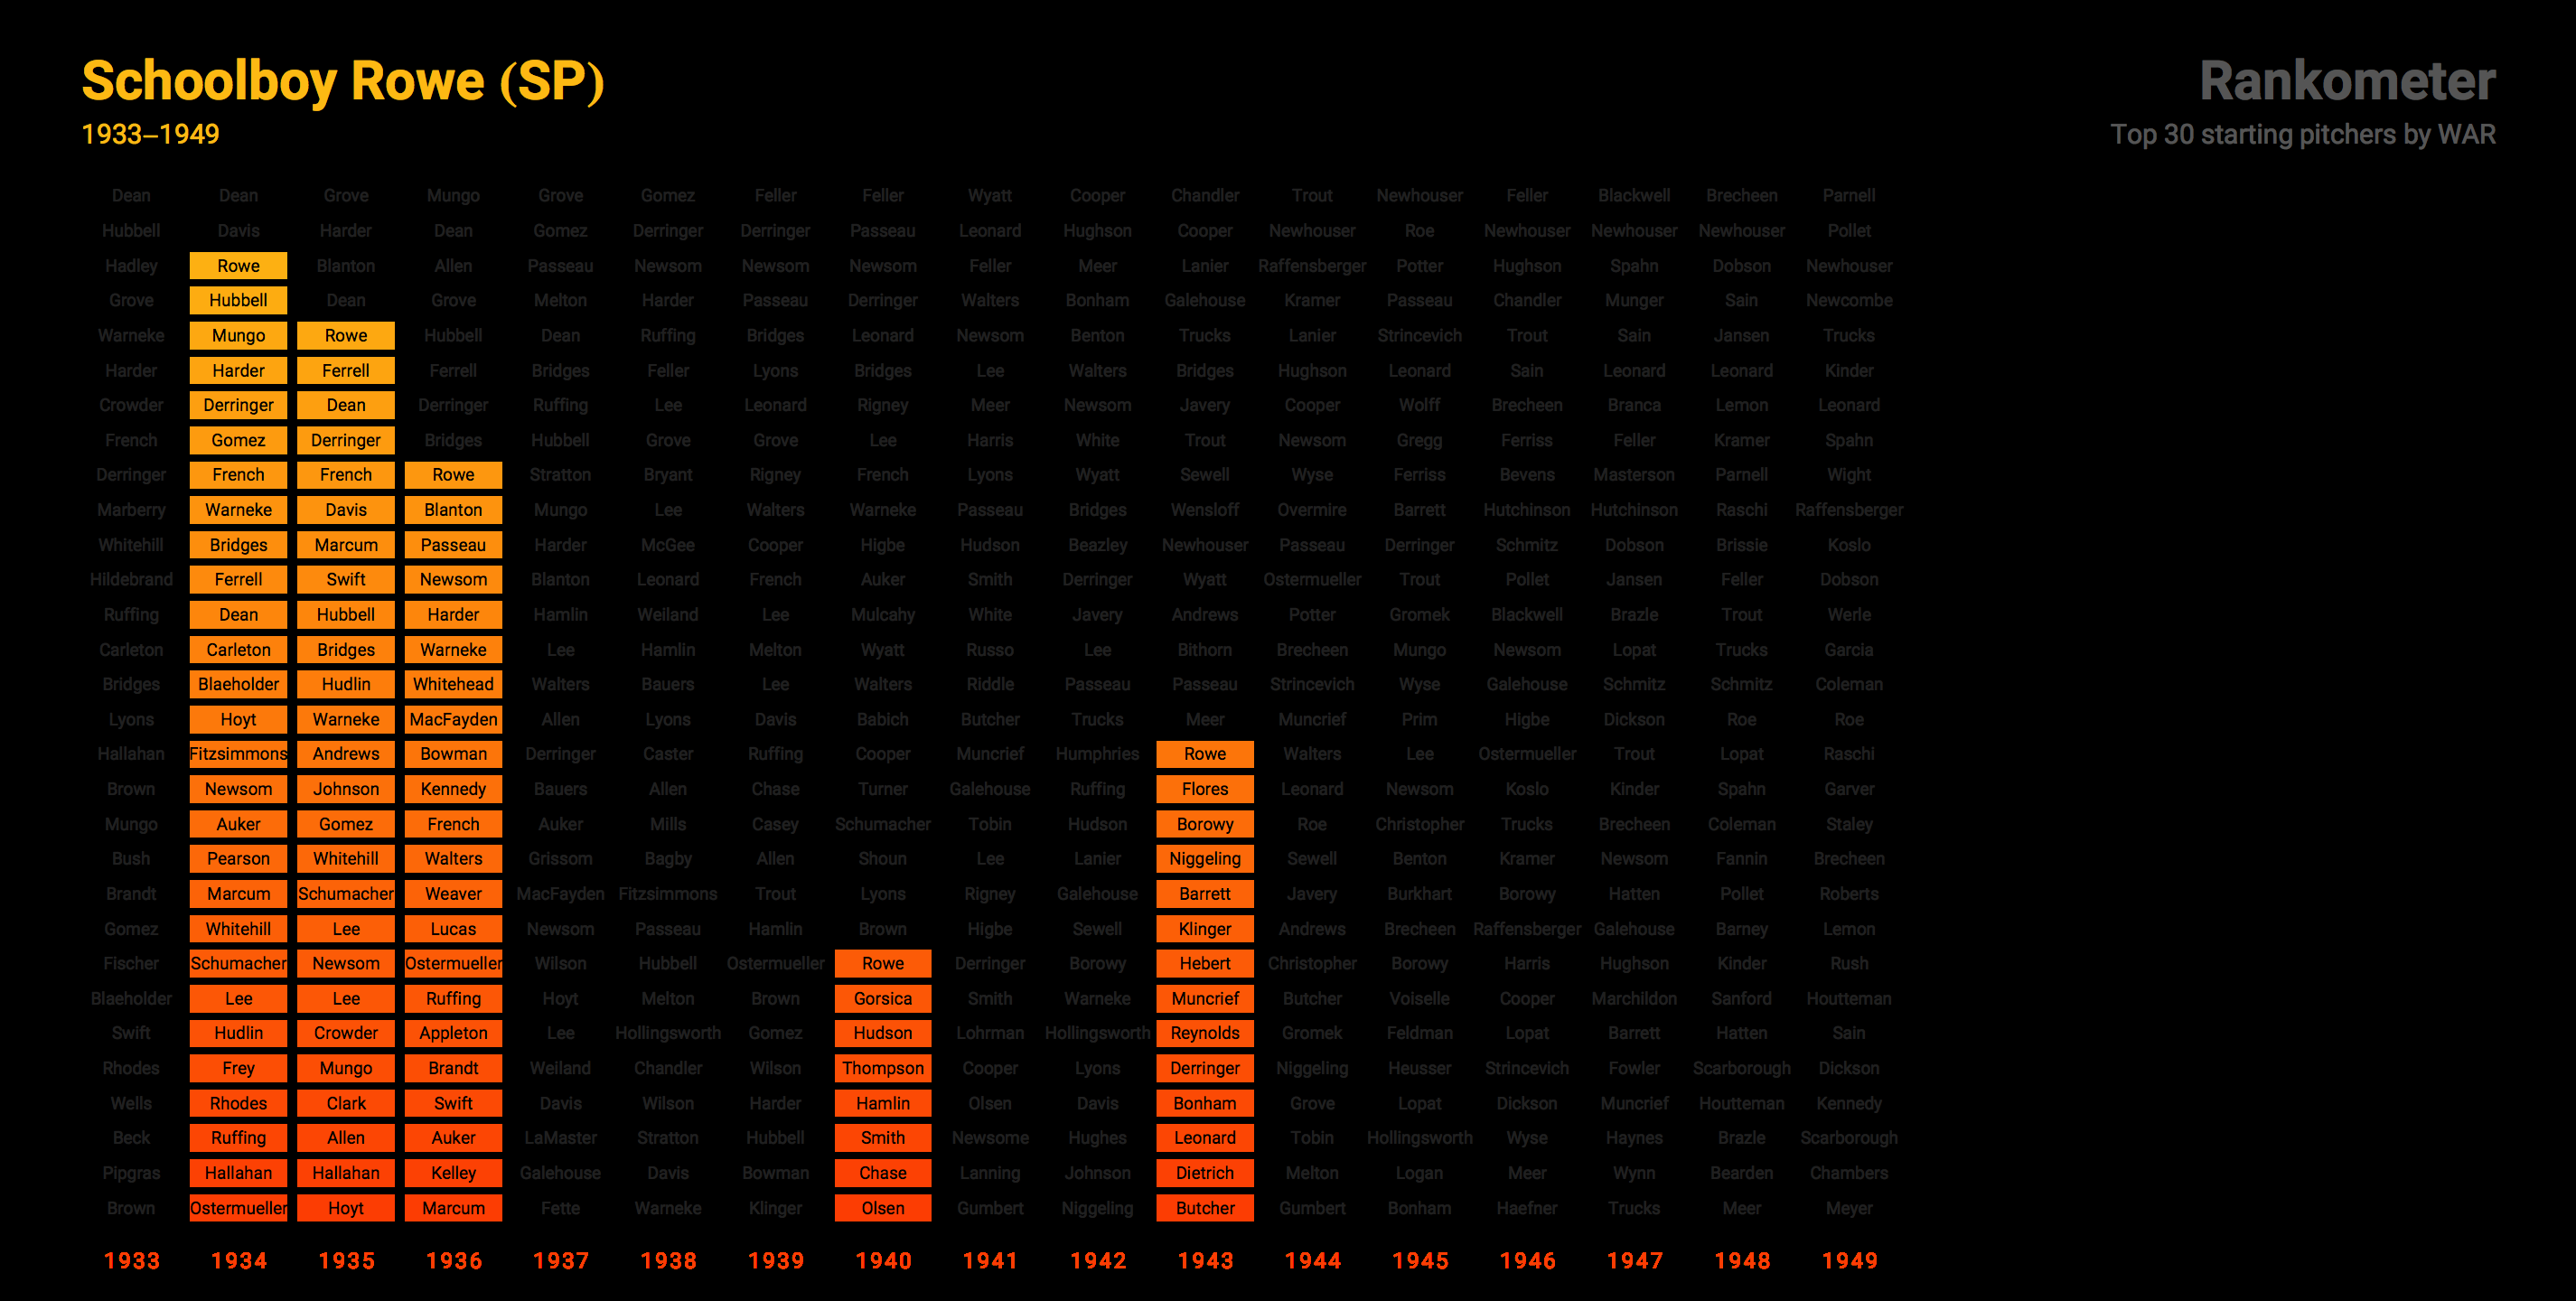 Schoolboy Rowe (SP)
1933–1949
Rankometer
Top 30 starting pitchers by WAR
Dean Dean Grove Mungo Grove Gomez Feller Feller Wyatt Cooper Chandler Trout Newhouser Feller Blackwell Brecheen Parnell
Hubbell Davis Harder Dean Gomez Derringer Derringer Passeau Leonard Hughson Cooper Newhouser Roe Newhouser Newhouser Newhouser Pollet
Hadley Rowe Blanton Allen Passeau Newsom Newsom Newsom Feller Meer Lanier Raffensberger Potter Hughson Spahn Dobson Newhouser
Grove Hubbell Dean Grove Melton Harder Passeau Derringer Walters Bonham Galehouse Kramer Passeau Chandler Munger Sain Newcombe
Warneke Mungo Rowe Hubbell Dean Ruffing Bridges Leonard Newsom Benton Trucks Lanier Strincevich Trout Sain Jansen Trucks
Harder Harder Ferrell Ferrell Bridges Feller Lyons Bridges Lee Walters Bridges Hughson Leonard Sain Leonard Leonard Kinder
Crowder Derringer Dean Derringer Ruffing Lee Leonard Rigney Meer Newsom Javery Cooper Wolff Brecheen Branca Lemon Leonard
French Gomez Derringer Bridges Hubbell Grove Grove Lee Harris White Trout Newsom Gregg Ferriss Feller Kramer Spahn
Derringer French French Rowe Stratton Bryant Rigney French Lyons Wyatt Sewell Wyse Ferriss Bevens Masterson Parnell Wight
Marberry Warneke Davis Blanton Mungo Lee Walters Warneke Passeau Bridges Wensloff Overmire Barrett Hutchinson Hutchinson Raschi Raffensberger
Whitehill Bridges Marcum Passeau Harder McGee Cooper Higbe Hudson Beazley Newhouser Passeau Derringer Schmitz Dobson Brissie Koslo
Hildebrand Ferrell Swift Newsom Blanton Leonard French Auker Smith Derringer Wyatt Ostermueller Trout Pollet Jansen Feller Dobson
Ruffing Dean Hubbell Harder Hamlin Weiland Lee Mulcahy White Javery Andrews Potter Gromek Blackwell Brazle Trout Werle
Carleton Carleton Bridges Warneke Lee Hamlin Melton Wyatt Russo Lee Bithorn Brecheen Mungo Newsom Lopat Trucks Garcia
Bridges Blaeholder Hudlin Whitehead Walters Bauers Lee Walters Riddle Passeau Passeau Strincevich Wyse Galehouse Schmitz Schmitz Coleman
Lyons Hoyt Warneke MacFayden Allen Lyons Davis Babich Butcher Trucks Meer Muncrief Prim Higbe Dickson Roe Roe
Hallahan Fitzsimmons Andrews Bowman Derringer Caster Ruffing Cooper Muncrief Humphries Rowe Walters Lee Ostermueller Trout Lopat Raschi
Brown Newsom Johnson Kennedy Bauers Allen Chase Turner Galehouse Ruffing Flores Leonard Newsom Koslo Kinder Spahn Garver
Mungo Auker Gomez French Auker Mills Casey Schumacher Tobin Hudson Borowy Roe Christopher Trucks Brecheen Coleman Staley
Bush Pearson Whitehill Walters Grissom Bagby Allen Shoun Lee Lanier Niggeling Sewell Benton Kramer Newsom Fannin Brecheen
Brandt Marcum Schumacher Weaver MacFayden Fitzsimmons Trout Lyons Rigney Galehouse Barrett Javery Burkhart Borowy Hatten Pollet Roberts
Gomez Whitehill Lee Lucas Newsom Passeau Hamlin Brown Higbe Sewell Klinger Andrews Brecheen Raffensberger Galehouse Barney Lemon
Fischer Schumacher Newsom Ostermueller Wilson Hubbell Ostermueller Rowe Derringer Borowy Hebert Christopher Borowy Harris Hughson Kinder Rush
Blaeholder Lee Lee Ruffing Hoyt Melton Brown Gorsica Smith Warneke Muncrief Butcher Voiselle Cooper Marchildon Sanford Houtteman
Swift Hudlin Crowder Appleton Lee Hollingsworth Gomez Hudson Lohrman Hollingsworth Reynolds Gromek Feldman Lopat Barrett Hatten Sain
Rhodes Frey Mungo Brandt Weiland Chandler Wilson Thompson Cooper Lyons Derringer Niggeling Heusser Strincevich Fowler Scarborough Dickson
Wells Rhodes Clark Swift Davis Wilson Harder Hamlin Olsen Davis Bonham Grove Lopat Dickson Muncrief Houtteman Kennedy
Beck Ruffing Allen Auker LaMaster Stratton Hubbell Smith Newsome Hughes Leonard Tobin Hollingsworth Wyse Haynes Brazle Scarborough
Pipgras Hallahan Hallahan Kelley Galehouse Davis Bowman Chase Lanning Johnson Dietrich Melton Logan Meer Wynn Bearden Chambers
Brown Ostermueller Hoyt Marcum Fette Warneke Klinger Olsen Gumbert Niggeling Butcher Gumbert Bonham Haefner Trucks Meer Meyer
1933 1934 1935 1936 1937 1938 1939 1940 1941 1942 1943 1944 1945 1946 1947 1948 1949